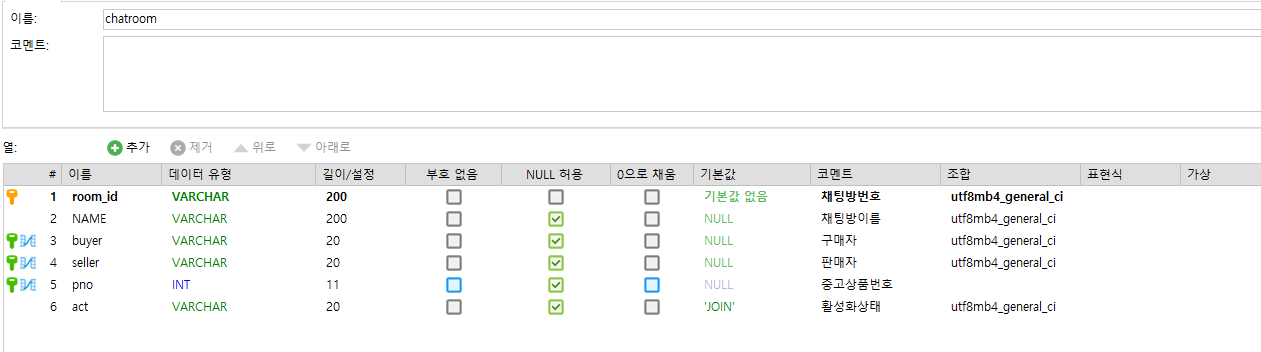 이름: chatroom
코멘트:
열: 추가 제거 위로 아래로
# 이름 데이터 유형 길이/설정 부호 없음 NULL 허용 0으로 채움 기본값 코멘트 조합 표현식 가상
1 room_id VARCHAR 200 기본값 없음 채팅방번호 utf8mb4_general_ci
2 NAME VARCHAR 200 NULL 채팅방이름 utf8mb4_general_ci
3 buyer VARCHAR 20 NULL 구매자 utf8mb4_general_ci
4 seller VARCHAR 20 NULL 판매자 utf8mb4_general_ci
5 pno INT 11 NULL 중고상품번호
6 act VARCHAR 20 'JOIN' 활성화상태 utf8mb4_general_ci